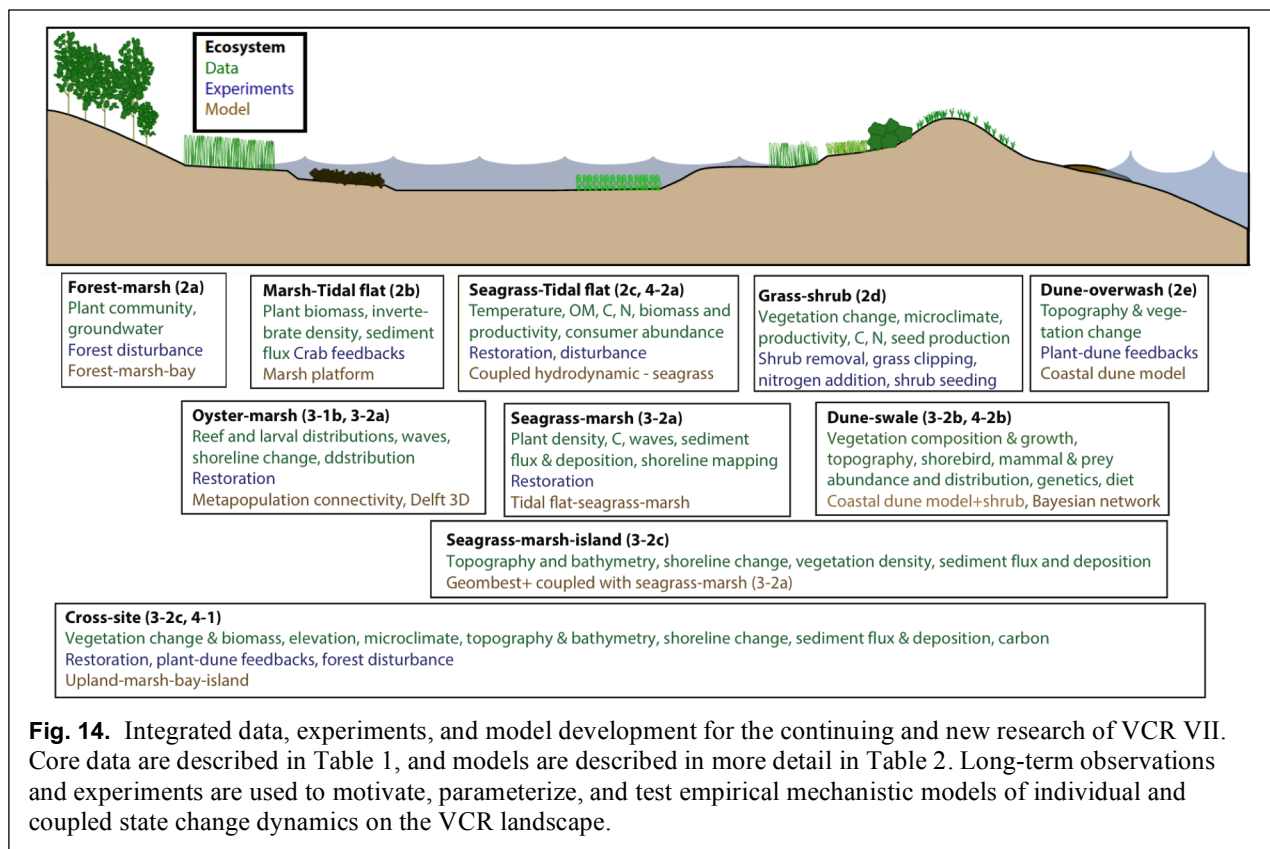 Ecosystem
Data
Experiments
Model
Forest-marsh (2a)
Plant community,
groundwater
Forest disturbance
Forest-marsh-bay
Marsh-Tidal flat (2b)
Plant biomass, inverte-
brate density, sediment
flux Crab feedbacks
Marsh platform
Seagrass-Tidal flat (2c, 4-2a)
Temperature, OM, C, N, biomass and
productivity, consumer abundance
Restoration, disturbance
Coupled hydrodynamic - seagrass
Grass-shrub (2d)
Vegetation change, microclimate,
productivity, C, N, seed production
Shrub removal, grass clipping,
nitrogen addition, shrub seeding
Dune-overwash (2e)
Topography & vege-
tation change
Plant-dune feedbacks
Coastal dune model
Oyster-marsh (3-1b, 3-2a)
Reef and larval distributions, waves,
shoreline change, ddstribution
Restoration
Metapopulation connectivity, Delft 3D
Seagrass-marsh (3-2a)
Plant density, C, waves, sediment
flux & deposition, shoreline mapping
Restoration
Tidal flat-seagrass-marsh
Dune-swale (3-2b, 4-2b)
Vegetation composition & growth,
topography, shorebird, mammal & prey
abundance and distribution, genetics, diet
Coastal dune model+shrub, Bayesian network
Seagrass-marsh-island (3-2c)
Topography and bathymetry, shoreline change, vegetation density, sediment flux and deposition
Geombest+ coupled with seagrass-marsh (3-2a)
Cross-site (3-2c, 4-1)
Vegetation change & biomass, elevation, microclimate, topography & bathymetry, shoreline change, sediment flux & deposition, carbon
Restoration, plant-dune feedbacks, forest disturbance
Upland-marsh-bay-island
Fig. 14. Integrated data, experiments, and model development for the continuing and new research of VCR VII.
Core data are described in Table 1, and models are described in more detail in Table 2. Long-term observations
and experiments are used to motivate, parameterize, and test empirical mechanistic models of individual and
coupled state change dynamics on the VCR landscape.